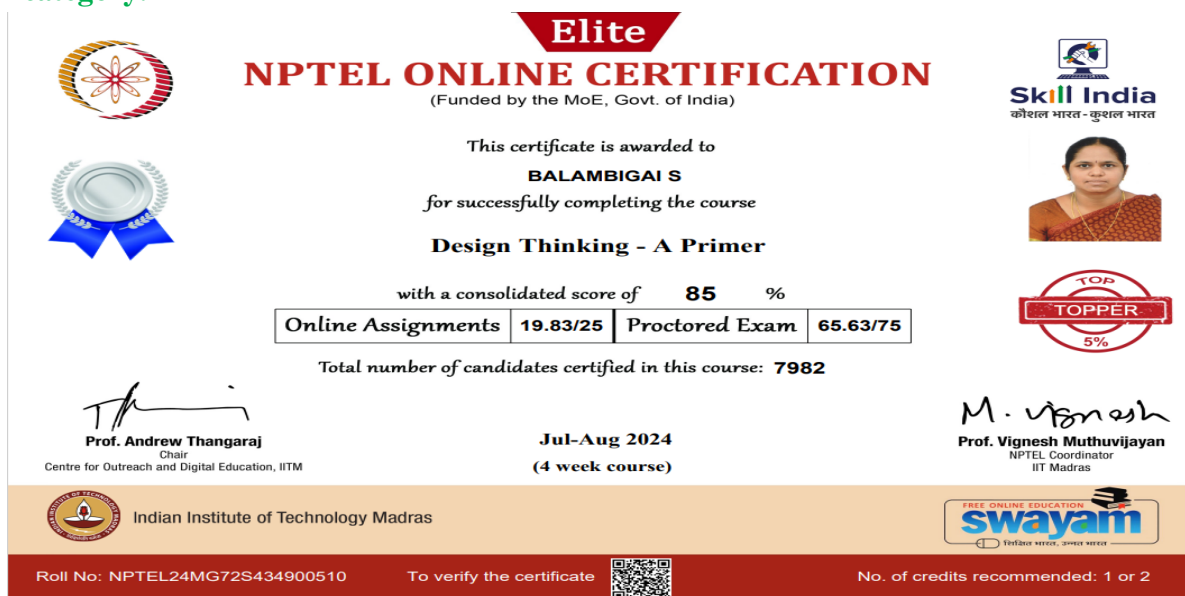 Elite
NPTEL ONLINE CERTIFICATION
(Funded by the MoE, Govt. of India)
Skill India
कौशल भारत - कुशल भारत
This certificate is awarded to
BALAMBIGAI S
for successfully completing the course
Design Thinking - A Primer
with a consolidated score of 85 %
Online Assignments 19.83/25 Proctored Exam 65.63/75
TOP
TOPPER
5%
Total number of candidates certified in this course: 7982
M. Vignesh
Prof. Andrew Thangaraj
Chair
Centre for Outreach and Digital Education, IITM
Jul-Aug 2024
(4 week course)
Prof. Vignesh Muthuvijayan
NPTEL Coordinator
IIT Madras
Indian Institute of Technology Madras
FREE ONLINE EDUCATION
swayam
शिक्षित भारत, उन्नत भारत
Roll No: NPTEL24MG72S434900510 To verify the certificate No. of credits recommended: 1 or 2